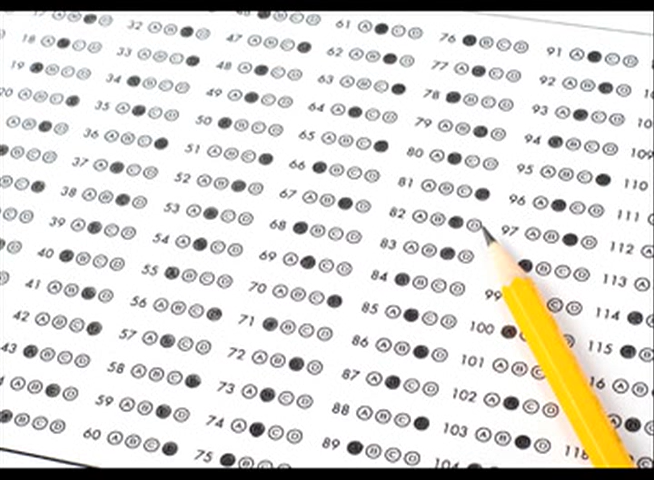 18 A C D
19 B C D
A B C
A B D
B C D
32 A B D
33 A B C
34 B C D
35 A C D
36 A B C
37 A C D
38 A B D
39 A C D
40 B C D
41 A B D
42 A B C
43 B C D
A B D
B C D
47 A B C
48 A C D
49 A C D
50 B C D
51 A B C
52 A B D
53 A C D
54 A C D
55 B C D
56 A B C
57 A C D
58 A B C
59 A B D
60 A B C
61 A C D
62 A B D
63 A B C
64 A C D
65 A B C
66 B C D
67 A B D
68 B C D
69 A C D
70 A B C
71 B C D
72 A B D
73 A C D
74 A C D
75
76 B C D
77 A C D
78 B C D
79 A B D
80 A C D
81 A B C
82 A B D
83 A B D
84 B C D
85 A C D
86 A B D
87 A C D
88 A B C
89 B C D
91 A C D
92 A B D
93 A C D
94 B C D
95 A B C
96 A C D
97 A B D
B C D
99 C D
100
101 A B C
102 A C D
103 A B D
104
109
110
111
112
113
114
115